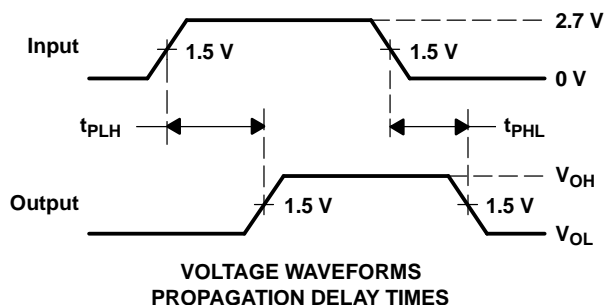 2.7 V
Input
1.5 V
1.5 V
0 V
tPLH
tPHL
VOH
Output
1.5 V
1.5 V
VOL
VOLTAGE WAVEFORMS
PROPAGATION DELAY TIMES